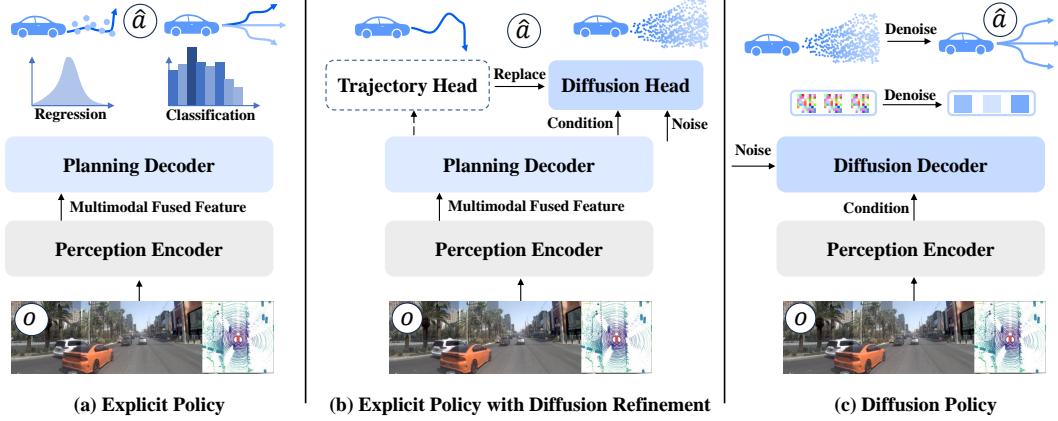 â
Regression
Classification
Planning Decoder
Multimodal Fused Feature
Perception Encoder
O
(a) Explicit Policy
â
Trajectory Head
Replace
Diffusion Head
Condition
Noise
Planning Decoder
Multimodal Fused Feature
Perception Encoder
O
(b) Explicit Policy with Diffusion Refinement
Denoise
â
Denoise
Noise
Diffusion Decoder
Condition
Perception Encoder
O
(c) Diffusion Policy